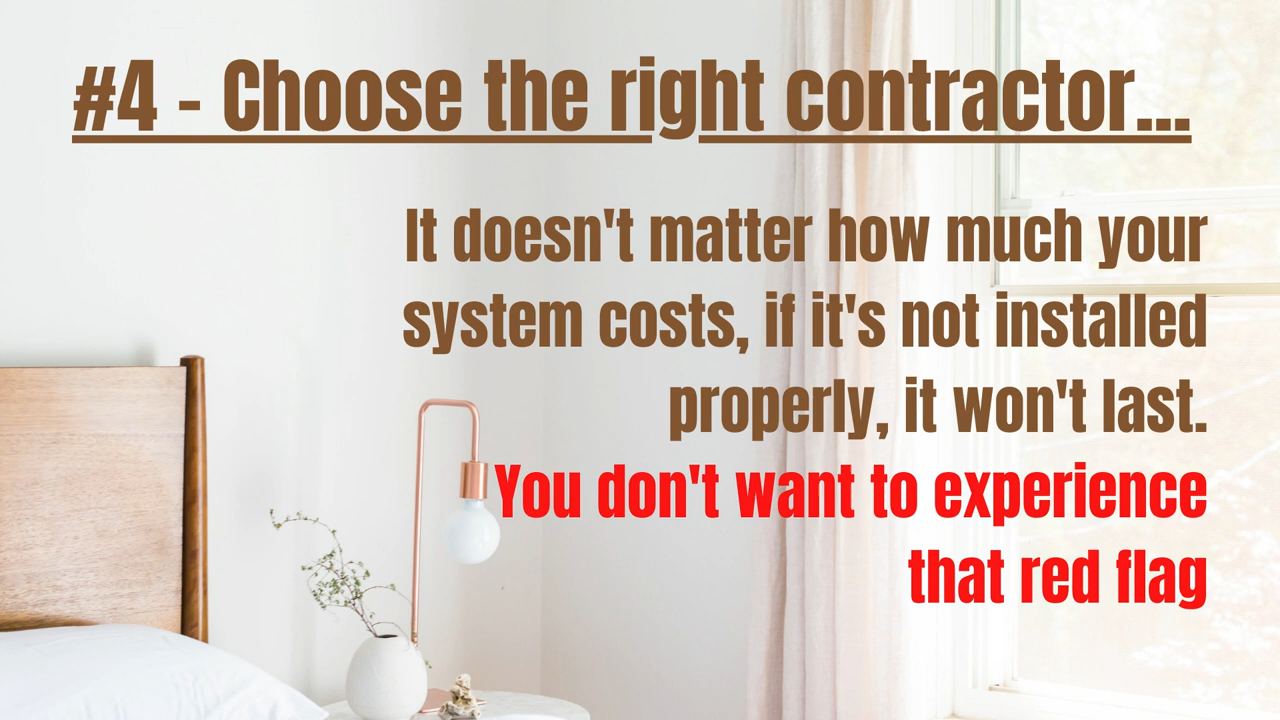 #4 - Choose the right contractor...
It doesn't matter how much your
system costs, if it's not installed
properly, it won't last.
You don't want to experience
that red flag